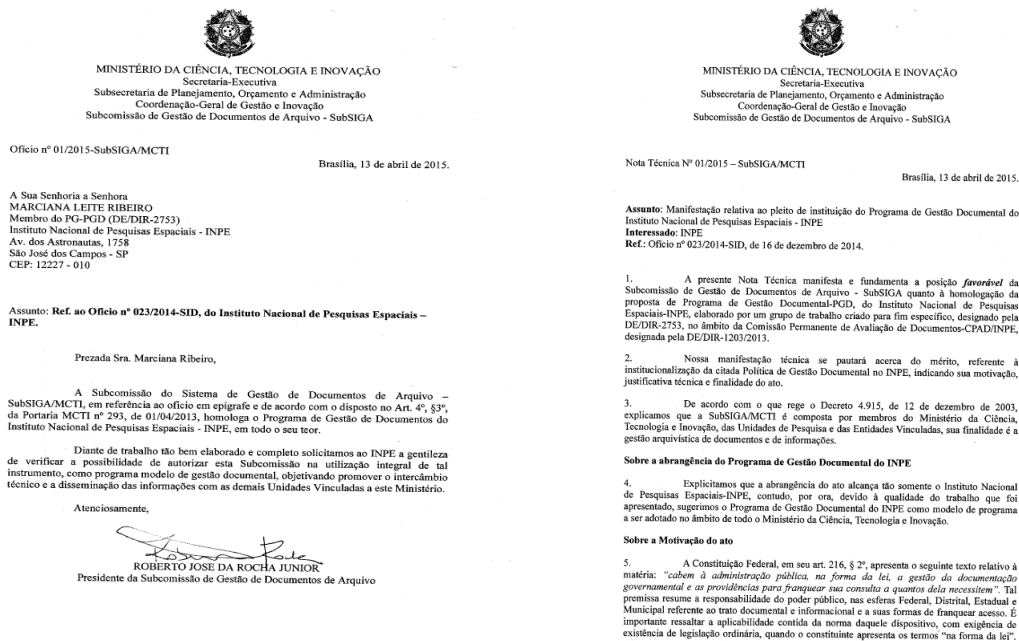 MINISTÉRIO DA CIÊNCIA, TECNOLOGIA E INOVAÇÃO
Secretaria-Executiva
Subsecretaria de Planejamento, Orçamento e Administração
Coordenação-Geral de Gestão e Inovação
Subcomissão de Gestão de Documentos de Arquivo - SubSIGA
Ofício nº 01/2015-SubSIGA/MCTI
Brasília, 13 de abril de 2015.
A Sua Senhoria a Senhora
MARCIANA LEITE RIBEIRO
Membro do PG-PGD (DE/DIR-2753)
Instituto Nacional de Pesquisas Espaciais - INPE
Av. dos Astronautas, 1758
São José dos Campos - SP
CEP: 12227 - 010
Assunto: Ref. ao Ofício nº 023/2014-SID, do Instituto Nacional de Pesquisas Espaciais –
INPE.
Prezada Sra. Marciana Ribeiro,
A Subcomissão do Sistema de Gestão de Documentos de Arquivo –
SubSIGA/MCTI, em referência ao ofício em epígrafe e de acordo com o disposto no Art. 4º, §3º,
da Portaria MCTI nº 293, de 01/04/2013, homologa o Programa de Gestão de Documentos do
Instituto Nacional de Pesquisas Espaciais - INPE, em todo o seu teor.
Diante de trabalho tão bem elaborado e completo solicitamos ao INPE a gentileza
de verificar a possibilidade de autorizar esta Subcomissão na utilização integral de tal
instrumento, como programa modelo de gestão documental, objetivando promover o intercâmbio
técnico e a disseminação das informações com as demais Unidades Vinculadas a este Ministério.
Atenciosamente,
ROBERTO JOSE DA ROCHA JUNIOR
Presidente da Subcomissão de Gestão de Documentos de Arquivo
MINISTÉRIO DA CIÊNCIA, TECNOLOGIA E INOVAÇÃO
Secretaria-Executiva
Subsecretaria de Planejamento, Orçamento e Administração
Coordenação-Geral de Gestão e Inovação
Subcomissão de Gestão de Documentos de Arquivo - SubSIGA
Nota Técnica Nº 01/2015 – SubSIGA/MCTI
Brasília, 13 de abril de 2015.
Assunto: Manifestação relativa ao pleito de instituição do Programa de Gestão Documental do
Instituto Nacional de Pesquisas Espaciais - INPE
Interessado: INPE
Ref.: Ofício nº 023/2014-SID, de 16 de dezembro de 2014.
1. A presente Nota Técnica manifesta e fundamenta a posição favorável da
Subcomissão de Gestão de Documentos de Arquivo - SubSIGA quanto à homologação da
proposta de Programa de Gestão Documental-PGD, do Instituto Nacional de Pesquisas
Espaciais-INPE, elaborado por um grupo de trabalho criado para fim específico, designado pela
DE/DIR-2753, no âmbito da Comissão Permanente de Avaliação de Documentos-CPAD/INPE,
designada pela DE/DIR-1203/2013.
2. Nossa manifestação técnica se pautará acerca do mérito, referente à
institucionalização da citada Política de Gestão Documental no INPE, indicando sua motivação,
justificativa técnica e finalidade do ato.
3. De acordo com o que rege o Decreto 4.915, de 12 de dezembro de 2003,
explicamos que a SubSIGA/MCTI é composta por membros do Ministério da Ciência,
Tecnologia e Inovação, das Unidades de Pesquisa e das Entidades Vinculadas, sua finalidade é a
gestão arquivística de documentos e de informações.
Sobre a abrangência do Programa de Gestão Documental do INPE
4. Explicitamos que a abrangência do ato alcança tão somente o Instituto Nacional
de Pesquisas Espaciais-INPE, contudo, por ora, devido à qualidade do trabalho que foi
apresentado, sugerimos o Programa de Gestão Documental do INPE como modelo de programa
a ser adotado no âmbito de todo o Ministério da Ciência, Tecnologia e Inovação.
Sobre a Motivação do ato
5. A Constituição Federal, em seu art. 216, § 2º, apresenta o seguinte texto relativo à
matéria: "cabem à administração pública, na forma da lei, a gestão da documentação
governamental e as providências para franquear sua consulta a quantos dela necessitem". Tal
premissa resume a responsabilidade do poder público, nas esferas Federal, Distrital, Estadual e
Municipal referente ao trato documental e informacional e a suas formas de franquear acesso. É
importante ressaltar a aplicabilidade contida da norma daquele dispositivo, com exigência de
existência de legislação ordinária, quando o constituinte apresenta os termos "na forma da lei".